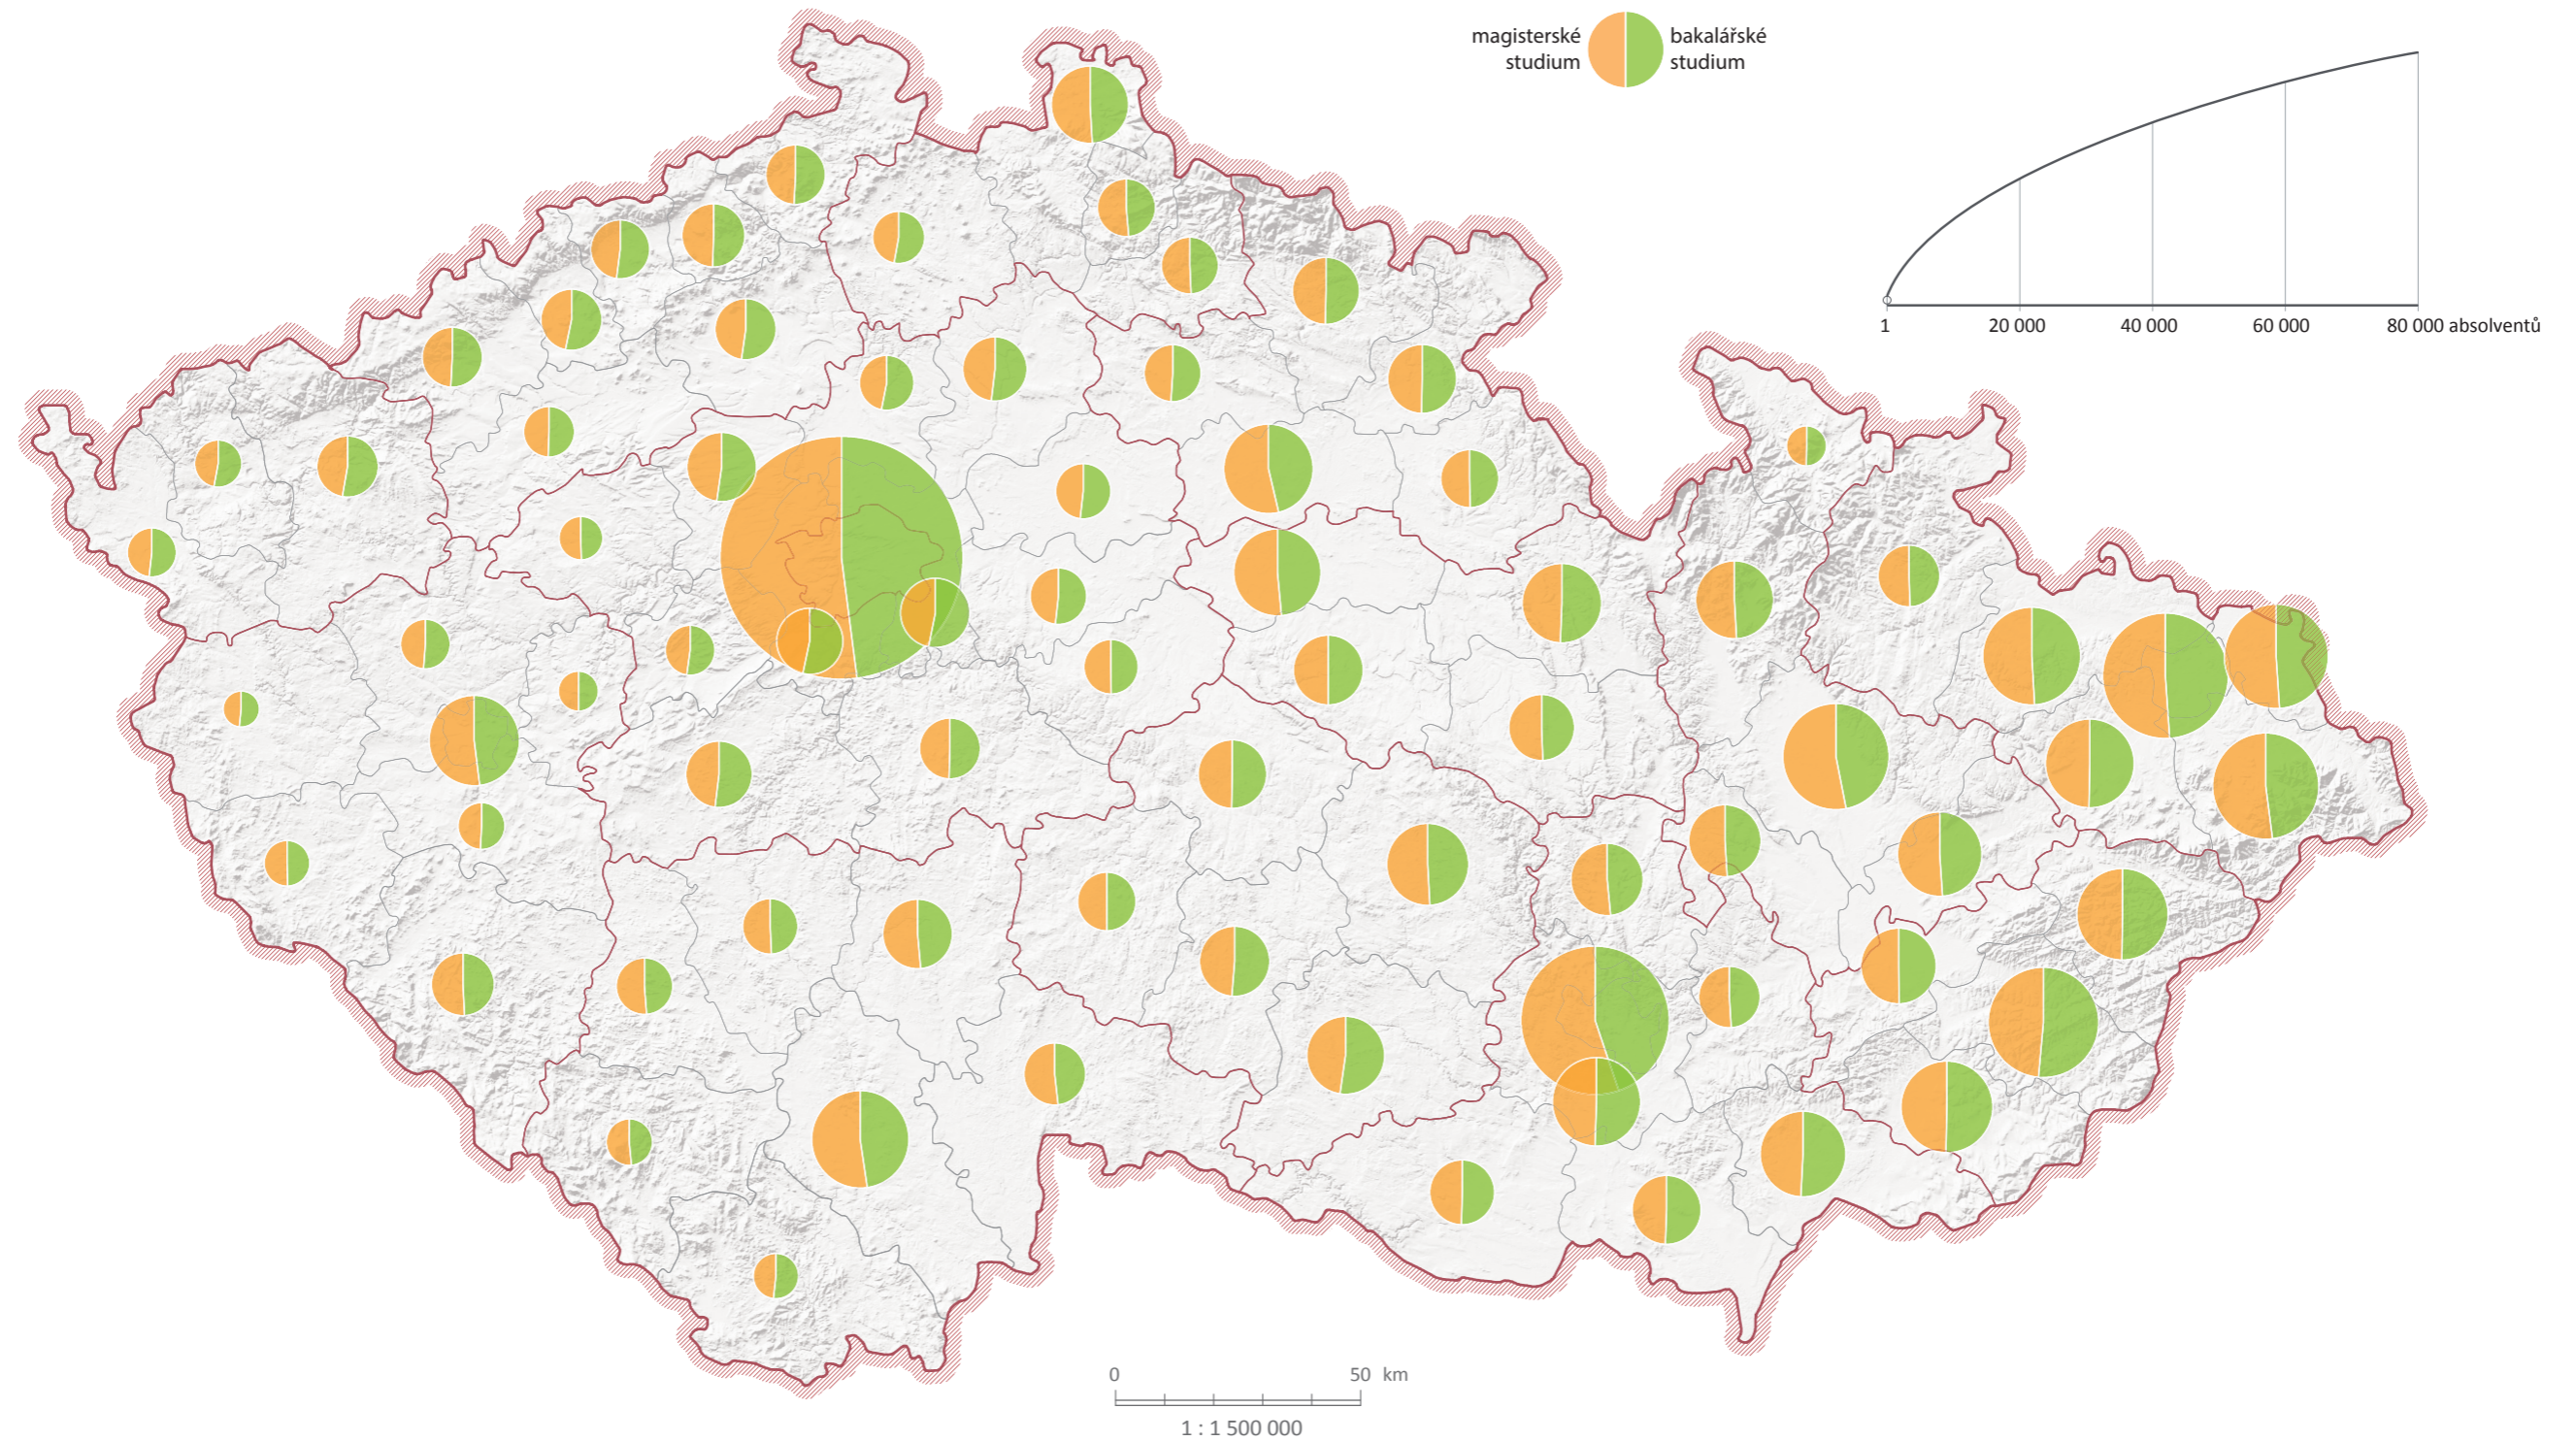 magisterské
studium
bakalářské
studium
1
20 000
40 000
60 000
80 000 absolventů
0
50 km
1 : 1 500 000